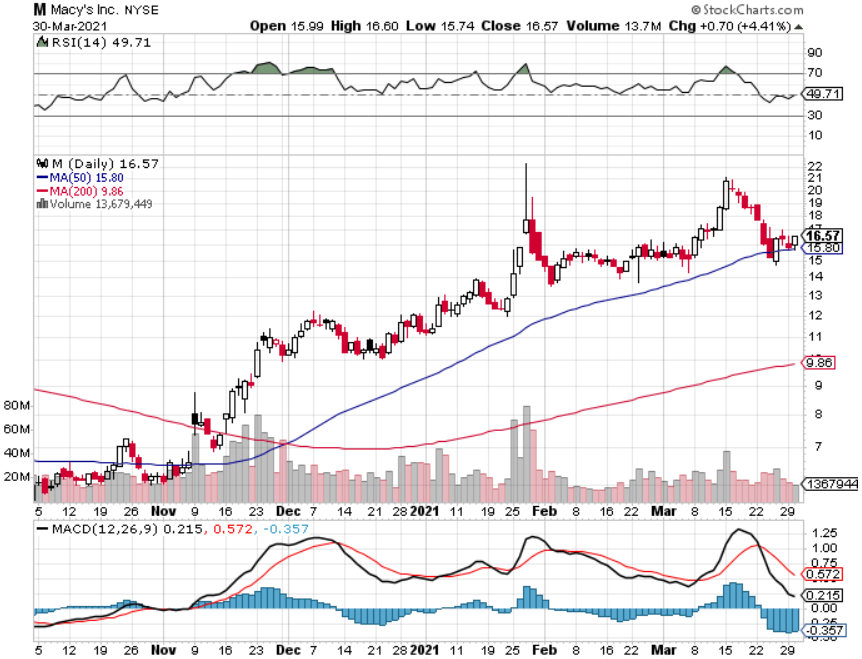 M Macy's Inc. NYSE © StockCharts.com
30-Mar-2021 Open 15.99 High 16.60 Low 15.74 Close 16.57 Volume 13.7M Chg +0.70 (+4.41%)
RSI(14) 49.71
90
70
49.71
30
10
M (Daily) 16.57
MA(50) 15.80
MA(200) 9.86
Volume 13,679,449
22
21
20
19
18
16.57
15.80
15
14
13
12
11
9.86
9
8
7
80M
60M
40M
20M
1367944
5 12 19 26 Nov 9 16 23 Dec 7 14 21 28 2021 11 19 25 Feb 8 16 22 Mar 8 15 22 29
MACD(12,26,9) 0.215, 0.572, -0.357
1.25
1.00
0.75
0.572
0.215
0.00
-0.357
5 12 19 26 Nov 9 16 23 Dec 7 14 21 28 2021 11 19 25 Feb 8 16 22 Mar 8 15 22 29